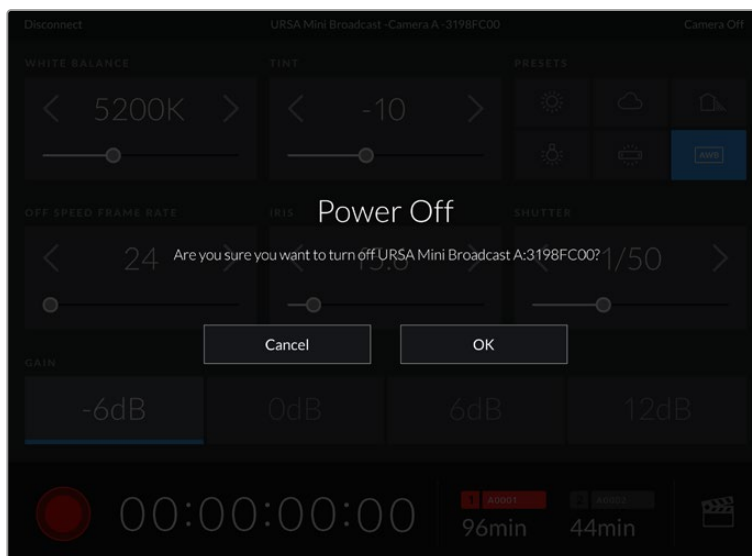 Disconnect
URSA Mini Broadcast -Camera A -3198FC00
Camera Off
WHITE BALANCE
TINT
PRESETS
5200K
-10
AWB
Power Off
OFF SPEED FRAME RATE
IRIS
SHUTTER
Are you sure you want to turn off URSA Mini Broadcast A:3198FC00?
24
1/50
Cancel
OK
GAIN
-6dB
0dB
6dB
12dB
00:00:00:00
1 A0001
96min
2 A0002
44min